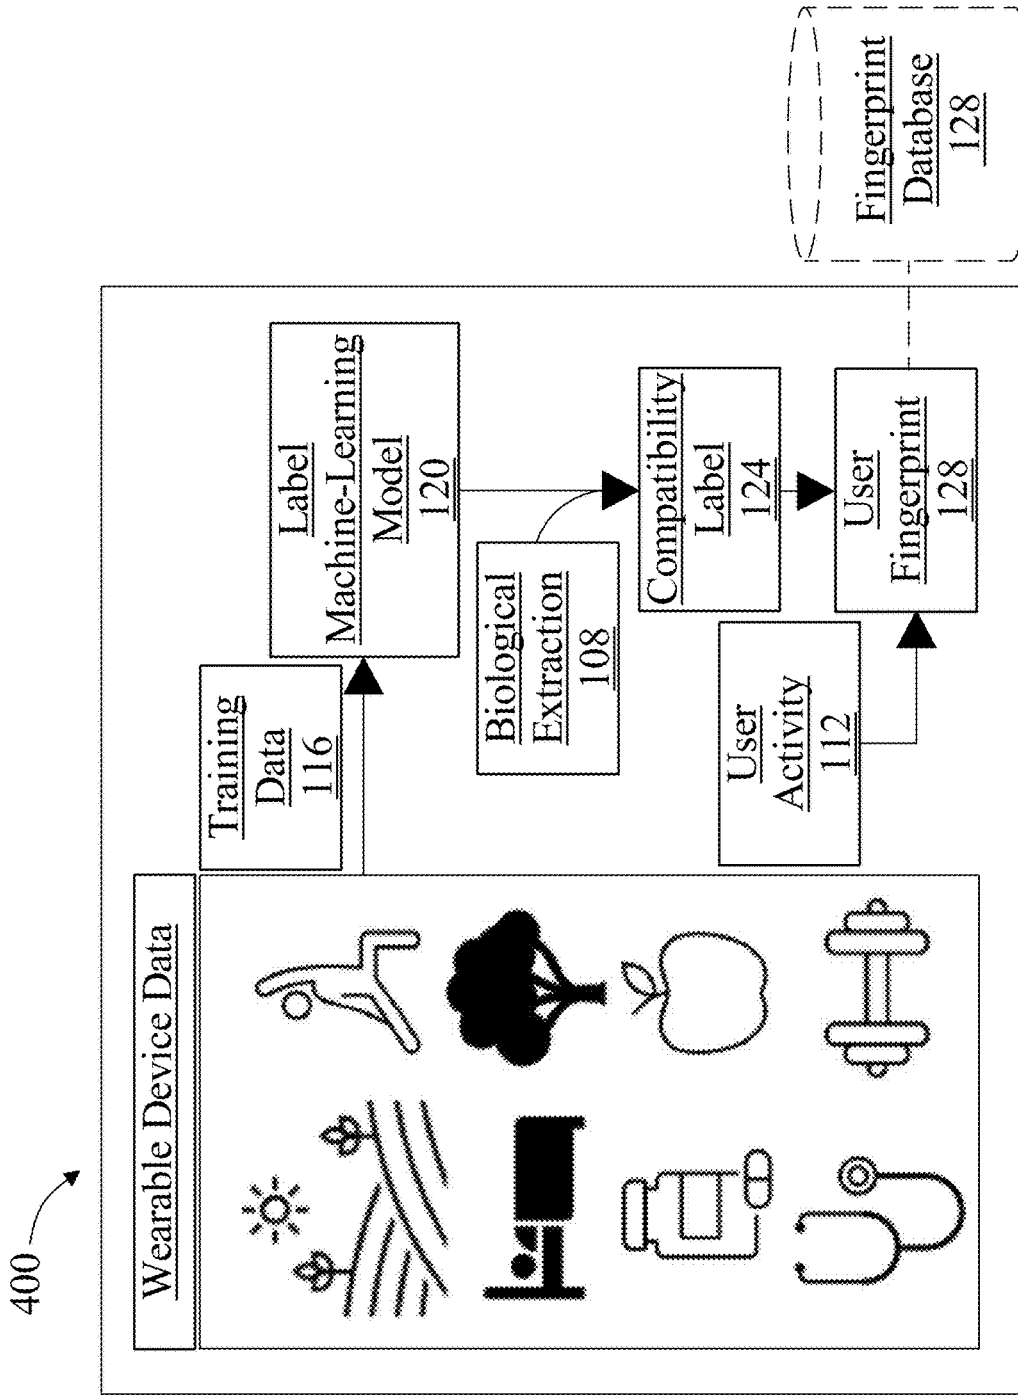 400
Wearable Device Data
Training
Data
116
Label
Machine-Learning
Model
120
Biological
Extraction
108
Compatibility
Label
124
User
Activity
112
User
Fingerprint
128
Fingerprint
Database
128